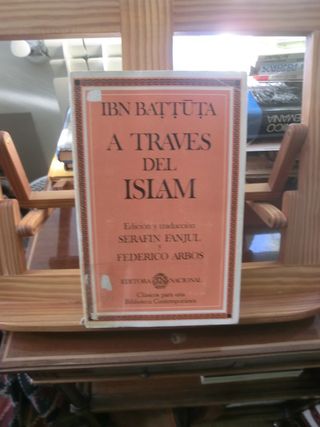 IBN BAṬṬŪṬA
A TRAVES
DEL
ISLAM
Edición y traducción
SERAFIN FANJUL
y
FEDERICO ARBOS
EDITORA NACIONAL
Clásicos para una
Biblioteca Contemporánea